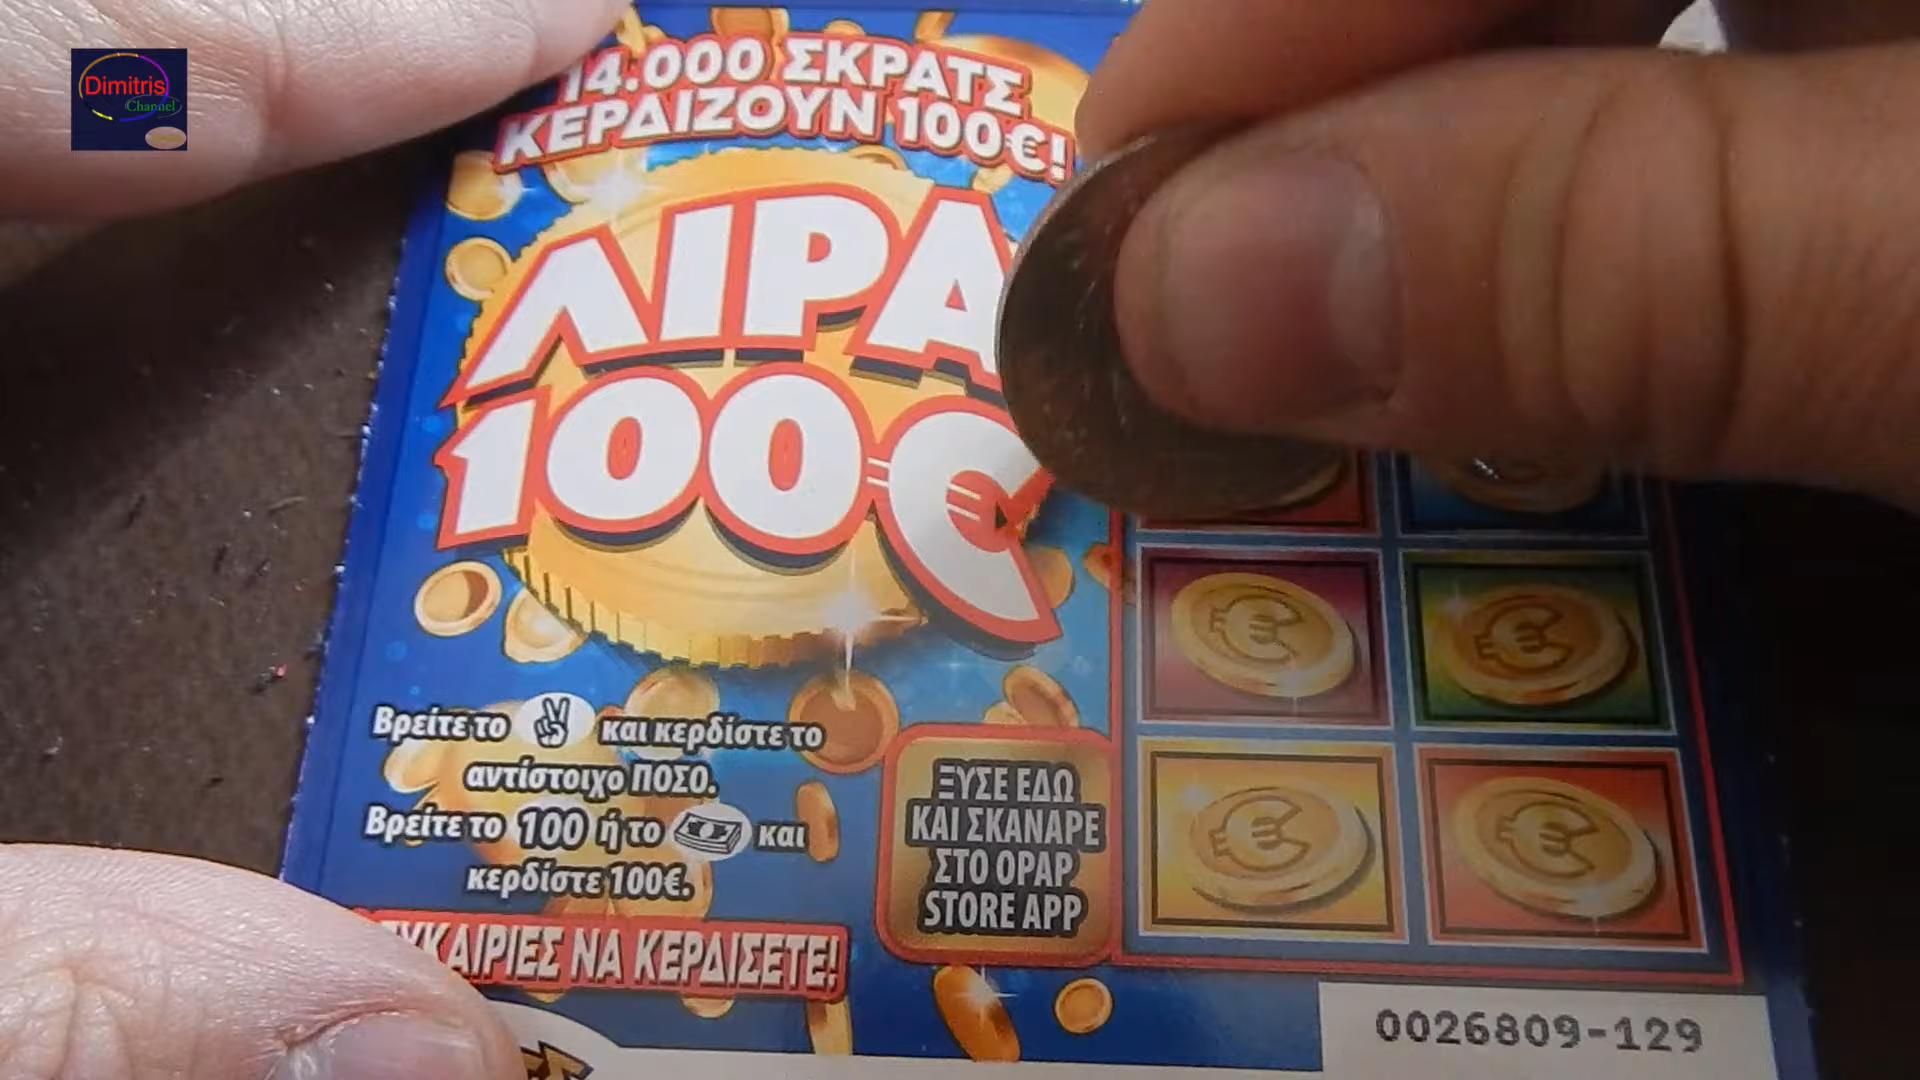 Dimitris
Channel
14.000 ΣΚΡΑΤΣ
ΚΕΡΔΙΖΟΥΝ 100€!
ΛΙΡΑ
100€
Βρείτε το και κερδίστε το
αντίστοιχο ΠΟΣΟ.
Βρείτε το 100 ή το και
κερδίστε 100€.
ΝΑ ΚΕΡΔΙΣΕΤΕ!
ΞΥΣΕ ΕΔΩ
ΚΑΙ ΣΚΑΝΑΡΕ
ΣΤΟ OPAP
STORE APP
0026809-129